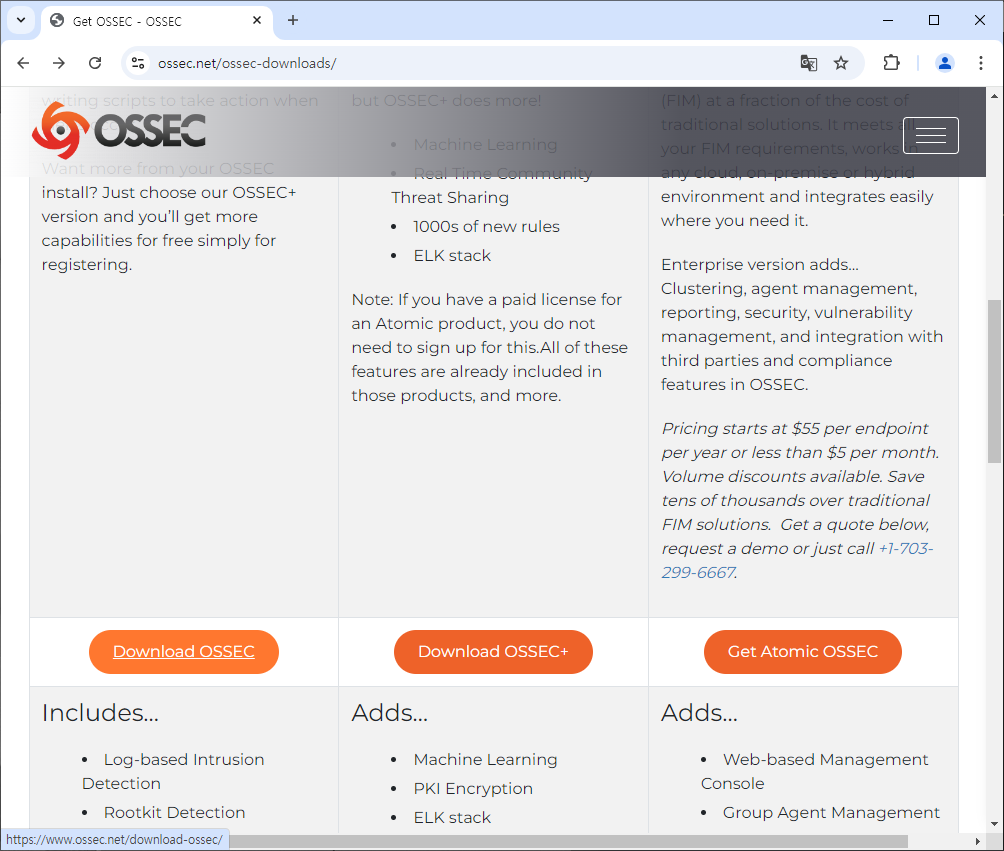 Get OSSEC - OSSEC
ossec.net/ossec-downloads/
OSSEC
writing scripts to take action when
Want more from your OSSEC
install? Just choose our OSSEC+
version and you’ll get more
capabilities for free simply for
registering.
but OSSEC+ does more!
• Machine Learning
• Real Time Community
Threat Sharing
• 1000s of new rules
• ELK stack
Note: If you have a paid license for
an Atomic product, you do not
need to sign up for this.All of these
features are already included in
those products, and more.
(FIM) at a fraction of the cost of
traditional solutions. It meets all
your FIM requirements, works in
any cloud, on-premise or hybrid
environment and integrates easily
where you need it.
Enterprise version adds…
Clustering, agent management,
reporting, security, vulnerability
management, and integration with
third parties and compliance
features in OSSEC.
Pricing starts at $55 per endpoint
per year or less than $5 per month.
Volume discounts available. Save
tens of thousands over traditional
FIM solutions.  Get a quote below,
request a demo or just call +1-703-
299-6667.
Download OSSEC
Download OSSEC+
Get Atomic OSSEC
Includes…
• Log-based Intrusion
Detection
• Rootkit Detection
Adds…
• Machine Learning
• PKI Encryption
• ELK stack
Adds…
• Web-based Management
Console
• Group Agent Management
https://www.ossec.net/download-ossec/